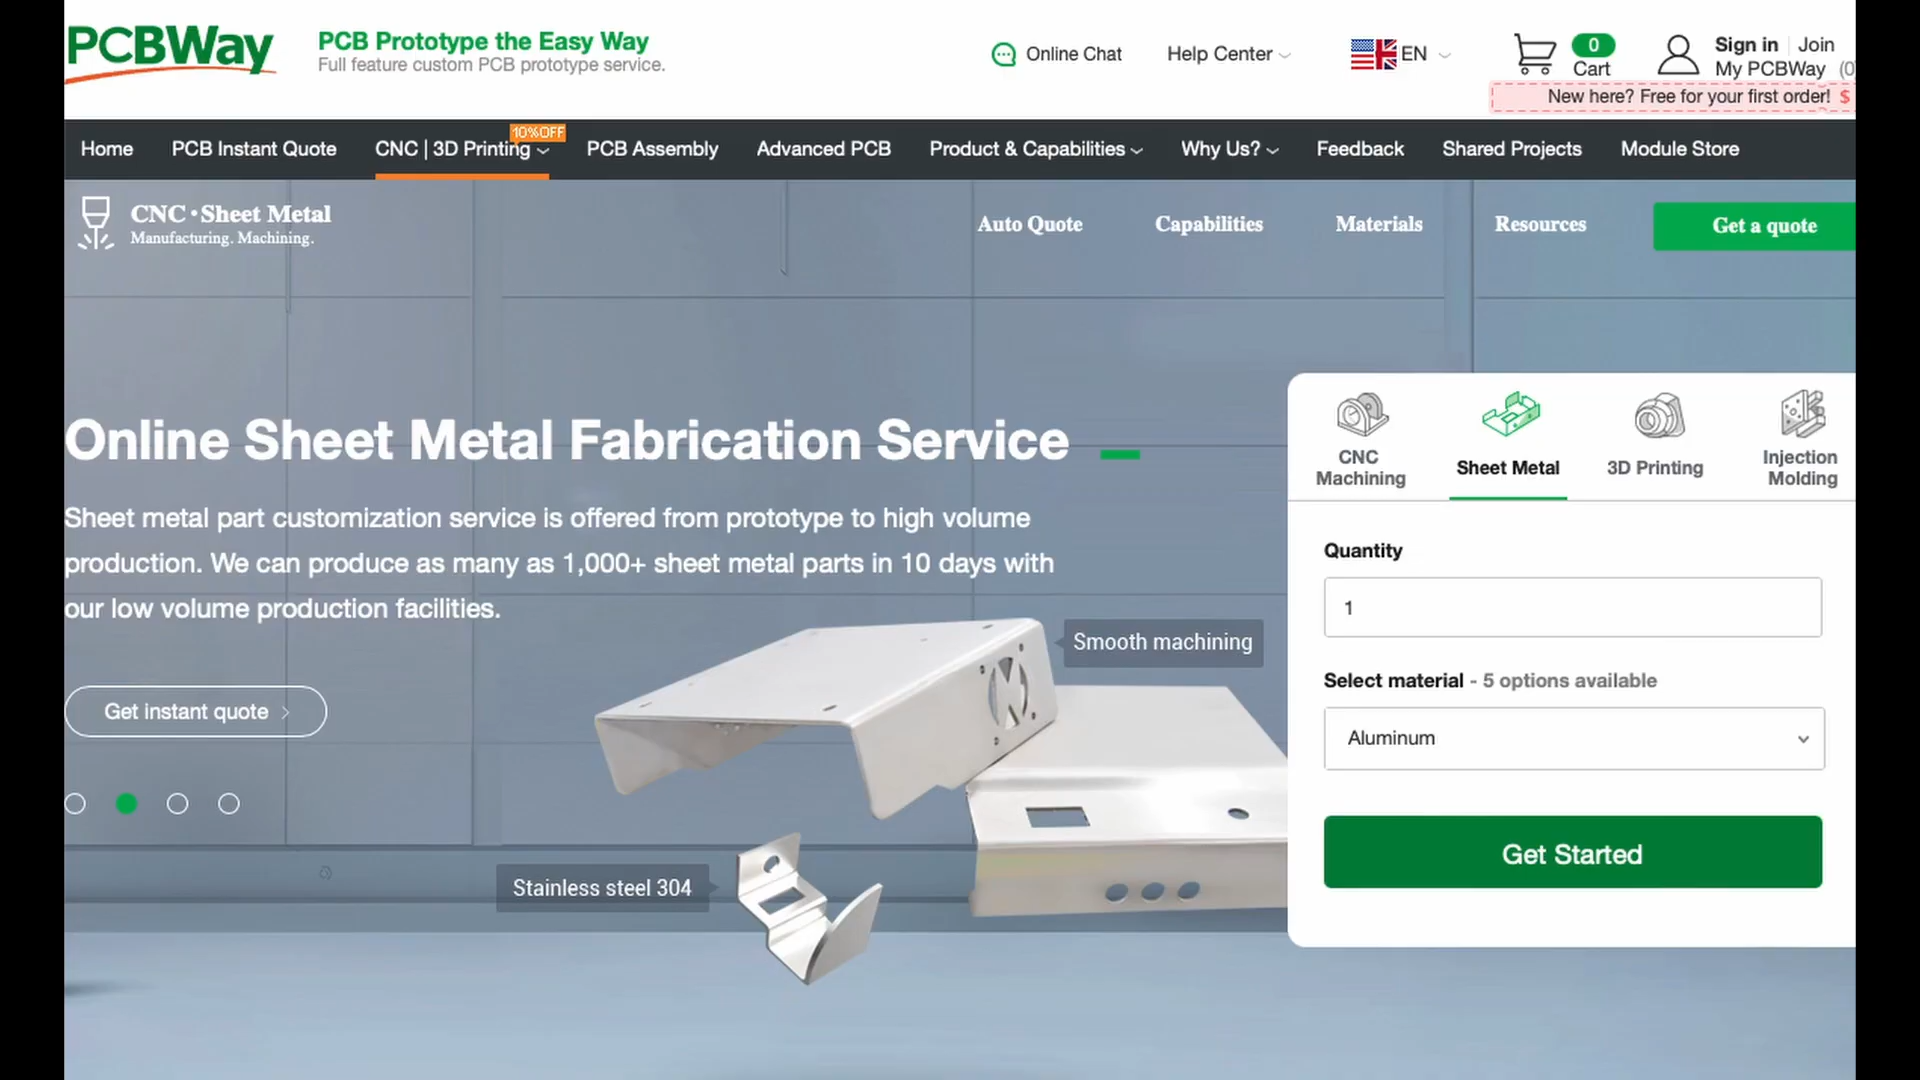 PCBWay
PCB Prototype the Easy Way
Full feature custom PCB prototype service.
Online Chat
Help Center
EN
0
Cart
Sign in
Join
My PCBWay (0
New here? Free for your first order! $
Home
PCB Instant Quote
CNC | 3D Printing
10%OFF
PCB Assembly
Advanced PCB
Product & Capabilities
Why Us?
Feedback
Shared Projects
Module Store
CNC · Sheet Metal
Manufacturing. Machining.
Auto Quote
Capabilities
Materials
Resources
Get a quote
Online Sheet Metal Fabrication Service
Sheet metal part customization service is offered from prototype to high volume
production. We can produce as many as 1,000+ sheet metal parts in 10 days with
our low volume production facilities.
Get instant quote
Smooth machining
Stainless steel 304
CNC
Machining
Sheet Metal
3D Printing
Injection
Molding
Quantity
1
Select material - 5 options available
Aluminum
Get Started